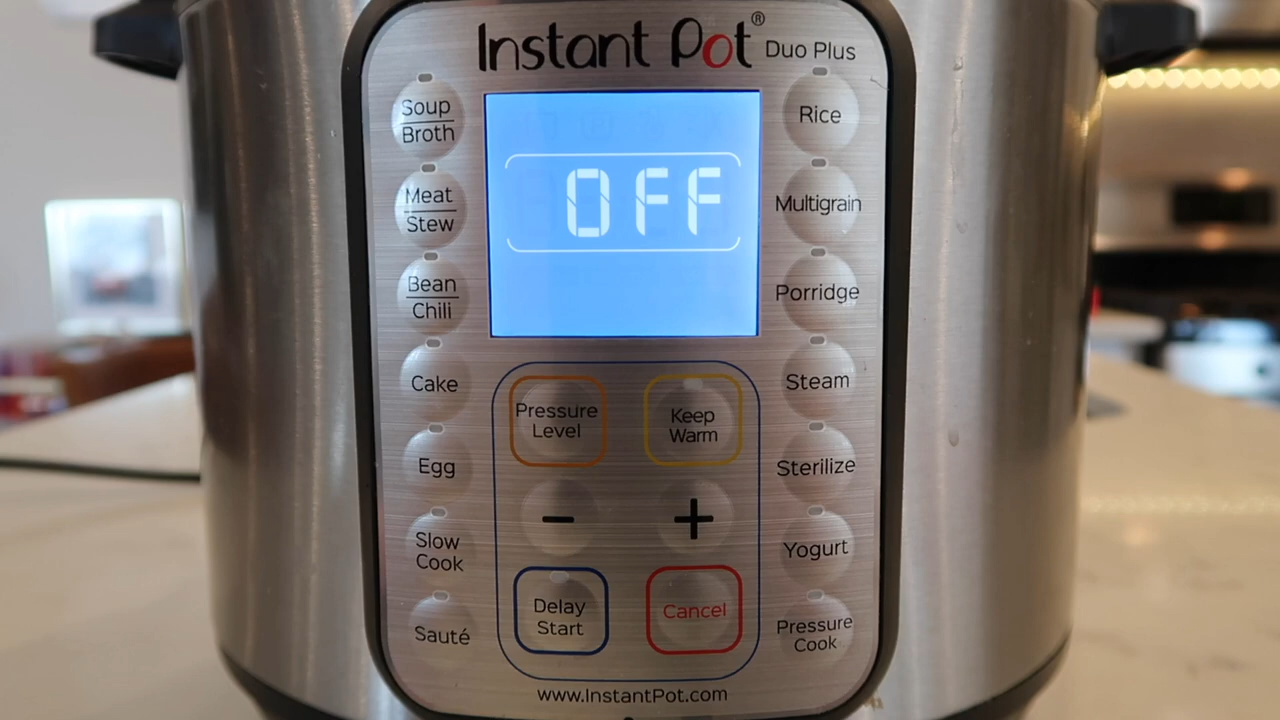 Instant Pot® Duo Plus
OFF
Soup
Broth
Meat
Stew
Bean
Chili
Cake
Egg
Slow
Cook
Sauté
Pressure
Level
Keep
Warm
-
+
Delay
Start
Cancel
Rice
Multigrain
Porridge
Steam
Sterilize
Yogurt
Pressure
Cook
www.InstantPot.com